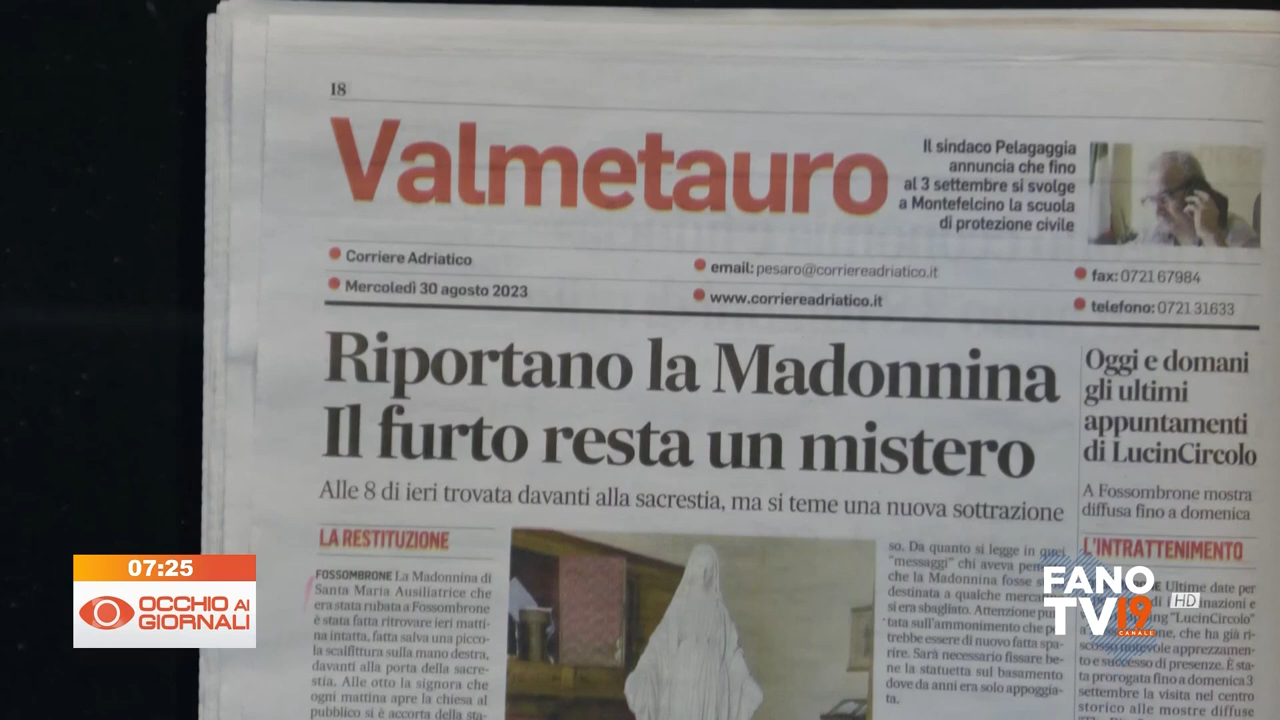 18
Valmetauro
Il sindaco Pelagaggia
annuncia che fino
al 3 settembre si svolge
a Montefelcino la scuola
di protezione civile
Corriere Adriatico
Mercoledì 30 agosto 2023
email: pesaro@corriereadriatico.it
www.corriereadriatico.it
fax: 0721 67984
telefono: 0721 31633
Riportano la Madonnina
Il furto resta un mistero
Alle 8 di ieri trovata davanti alla sacrestia, ma si teme una nuova sottrazione
LA RESTITUZIONE
FOSSOMBRONE La Madonnina di
Santa Maria Ausiliatrice che
era stata rubata a Fossombrone
è stata fatta ritrovare ieri matti-
na intatta, fatta salva una picco-
la scalfittura sulla mano destra,
davanti alla porta della sacre-
stia. Alle otto la signora che
ogni mattina apre la chiesa al
pubblico si è accorta della sta-
so. Da quanto si legge in quei
"messaggi" chi aveva
che la Madonnina fosse
destinata a qualche
si era sbagliato. Attenzione
tata sull'ammonimento che
trebbe essere di nuovo fatta spa-
rire. Sarà necessario fissare be-
ne la statuetta sul basamento
dove da anni era solo appoggia-
ta.
Oggi e domani
gli ultimi
appuntamenti
di LucinCircolo
A Fossombrone mostra
diffusa fino a domenica
L'INTRATTENIMENTO
Ultime date per
"LucinCircolo"
che ha già ri-
scosso notevole apprezzamen-
to e successo di presenze. È sta-
ta prorogata fino a domenica 3
settembre la visita nel centro
storico alle mostre diffuse
07:25
OCCHIO AI
GIORNALI
FANO
TV 19 HD
CANALE